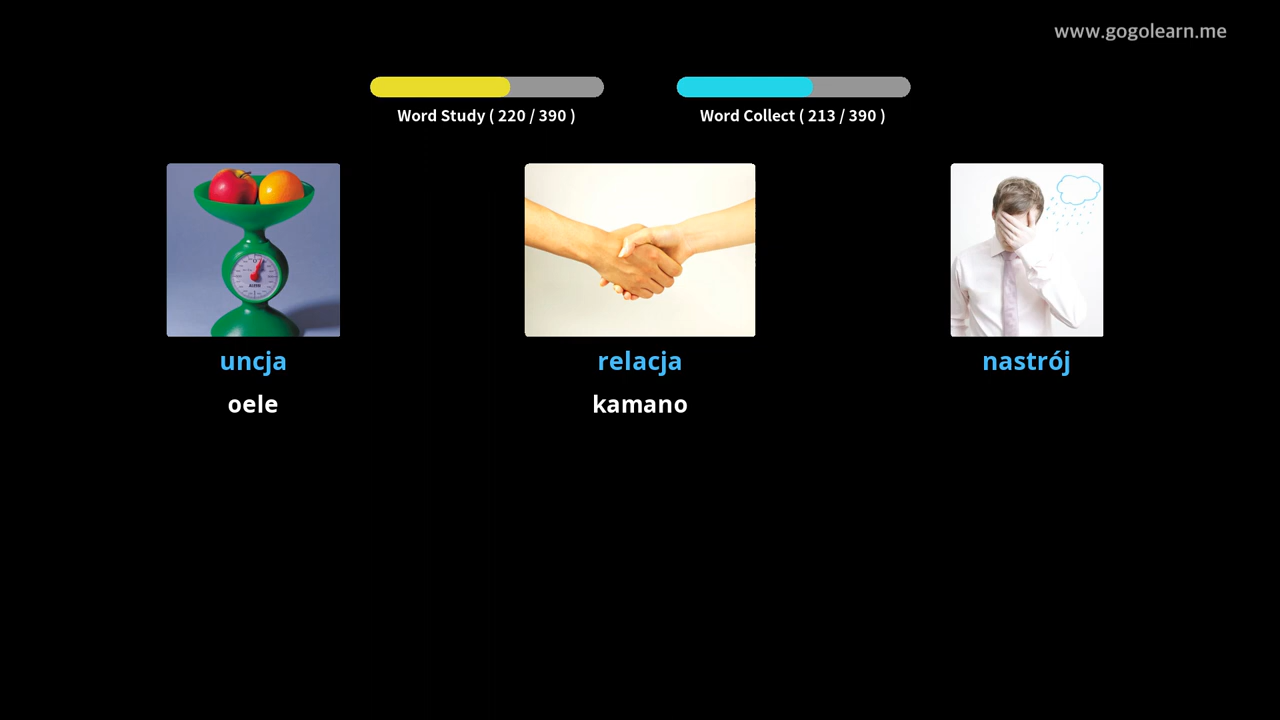 www.gogolearn.me
Word Study ( 220 / 390 )
Word Collect ( 213 / 390 )
uncja
relacja
nastrój
oele
kamano